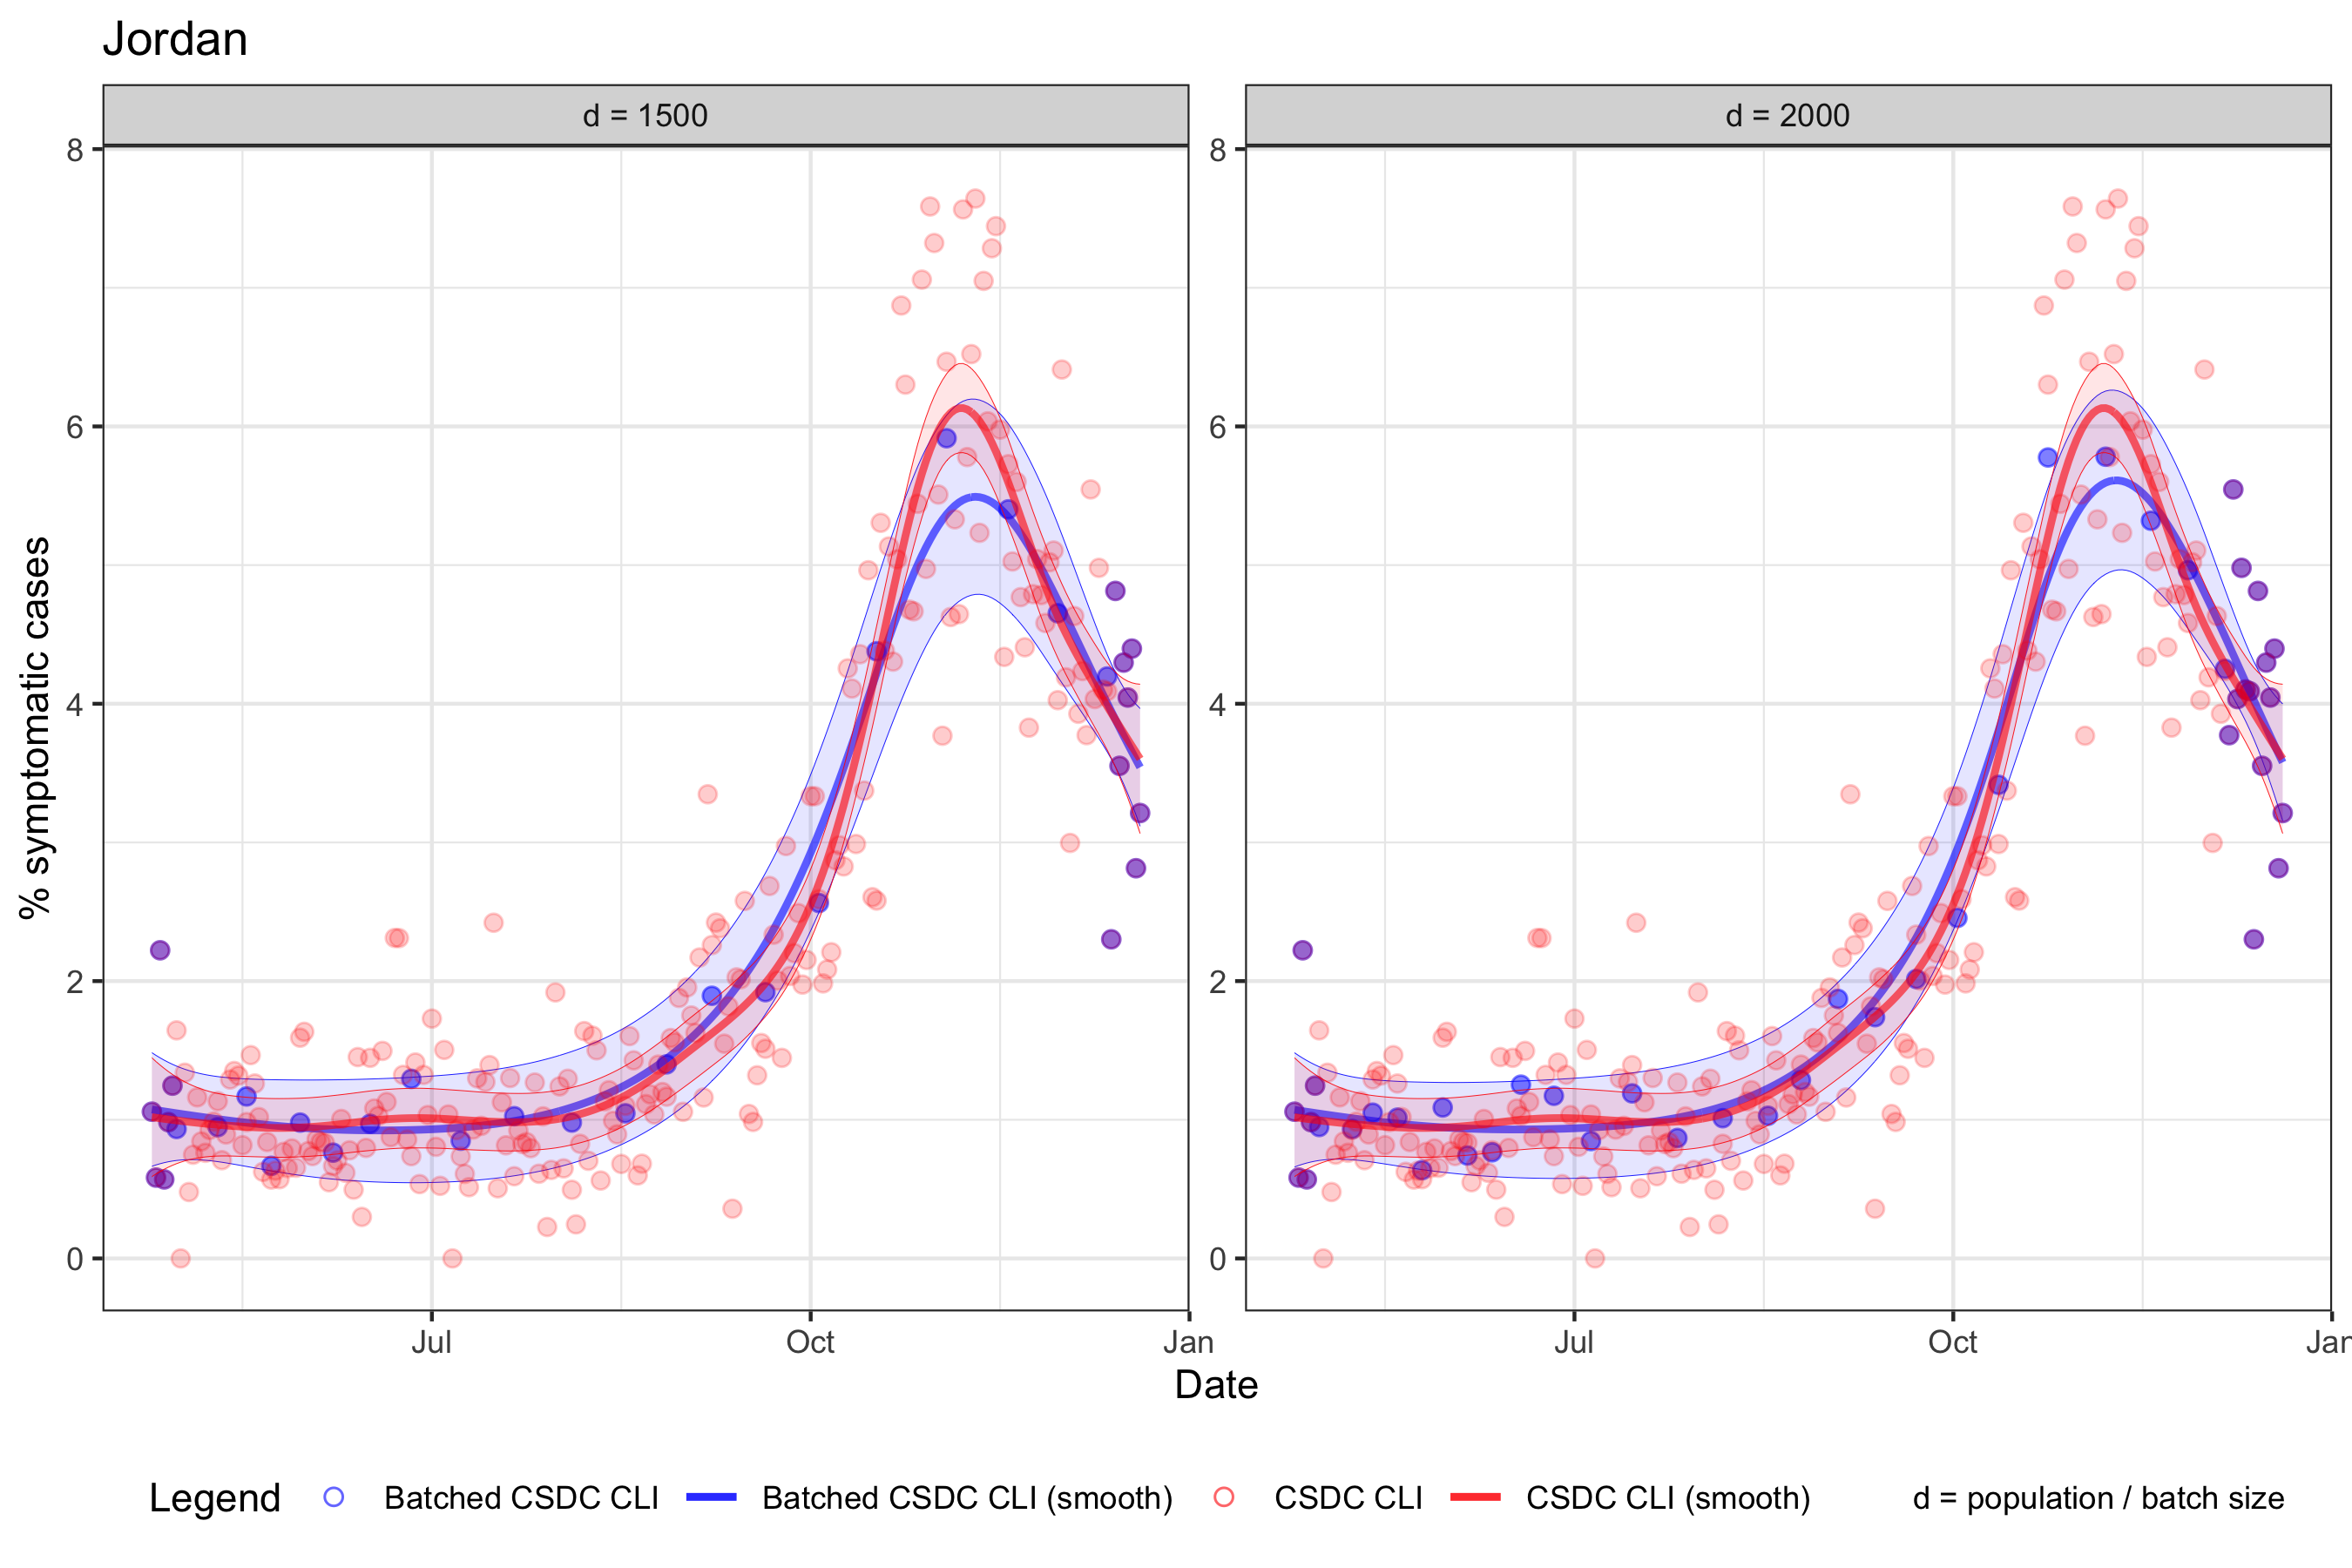 Jordan
d = 1500
d = 2000
% symptomatic cases
8
6
4
2
0
8
6
4
2
0
Jul
Oct
Jan
Jul
Oct
Jan
Date
Legend Batched CSDC CLI Batched CSDC CLI (smooth) CSDC CLI CSDC CLI (smooth) d = population / batch size